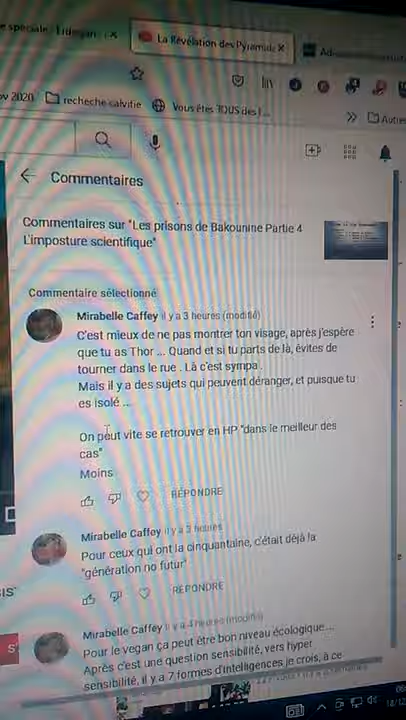 La Révélation des Pyramide ×
ov 2020
recheche salvifie
Vous êtes TOUS des I...
Autres
Commentaires
Commentaires sur "Les prisons de Bakounine Partie 4
L'imposture scientifique"
Commentaire sélectionné
Mirabelle Caffey il y a 3 heures (modifié)
C'est mieux de ne pas montrer ton visage, après j'espère
que tu as Thor ... Quand et si tu parts de là, évites de
tourner dans le rue . Là c'est sympa .
Mais il y a des sujets qui peuvent déranger, et puisque tu
es isolé ...
On peut vite se retrouver en HP "dans le meilleur des
cas"
Moins
RÉPONDRE
Mirabelle Caffey il y a 3 heures
Pour ceux qui ont la cinquantaine, c'était déjà la
"génération no futur"
RÉPONDRE
Mirabelle Caffey il y a 4 heures (modifié)
Pour le vegan ça peut être bon niveau écologique ...
Après c'est une question sensibilité, vers hyper
sensibilité, il y a 7 formes d'intelligences je crois, à ce